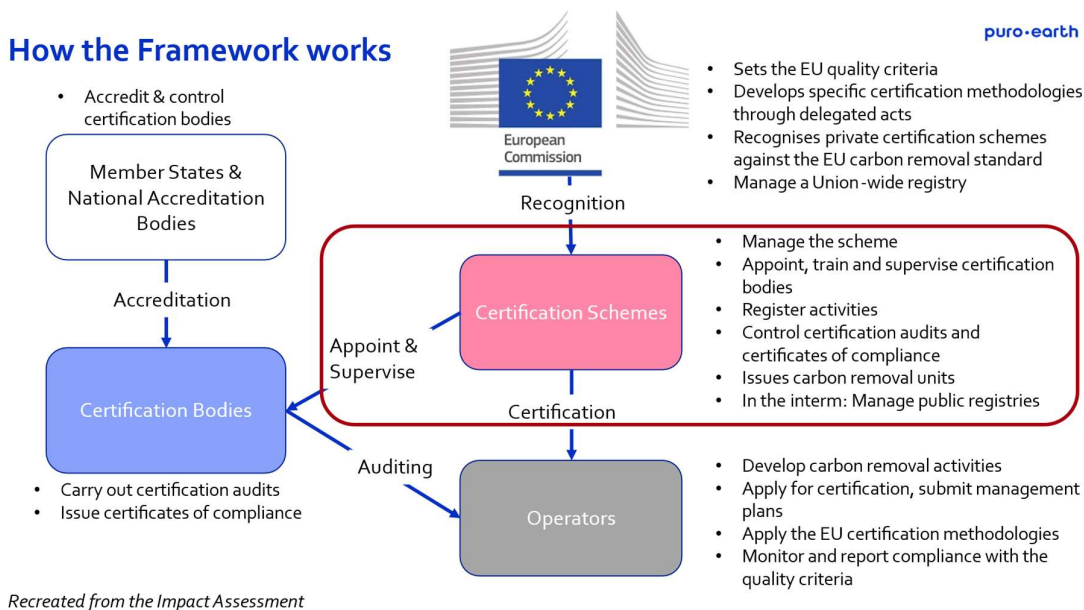 How the Framework works
puro·earth
• Accredit & control
certification bodies
Member States &
National Accreditation
Bodies
Accreditation
Certification Bodies
• Carry out certification audits
• Issue certificates of compliance
European
Commission
• Sets the EU quality criteria
• Develops specific certification methodologies
through delegated acts
• Recognises private certification schemes
against the EU carbon removal standard
• Manage a Union-wide registry
Recognition
Certification Schemes
• Manage the scheme
• Appoint, train and supervise certification
bodies
• Register activities
• Control certification audits and
certificates of compliance
• Issues carbon removal units
• In the interm: Manage public registries
Appoint &
Supervise
Certification
Auditing
Operators
• Develop carbon removal activities
• Apply for certification, submit management
plans
• Apply the EU certification methodologies
• Monitor and report compliance with the
quality criteria
Recreated from the Impact Assessment